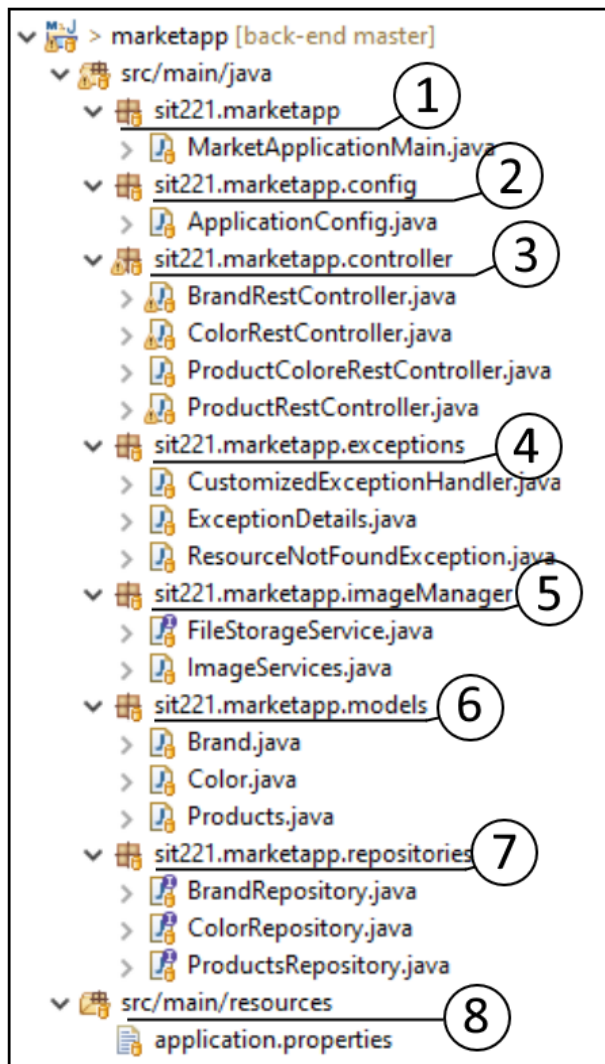 > marketapp [back-end master]
src/main/java
sit221.marketapp
1
MarketApplicationMain.java
sit221.marketapp.config
2
ApplicationConfig.java
sit221.marketapp.controller
3
BrandRestController.java
ColorRestController.java
ProductColoreRestController.java
ProductRestController.java
sit221.marketapp.exceptions
4
CustomizedExceptionHandler.java
ExceptionDetails.java
ResourceNotFoundException.java
sit221.marketapp.imageManager
5
FileStorageService.java
ImageServices.java
sit221.marketapp.models
6
Brand.java
Color.java
Products.java
sit221.marketapp.repositories
7
BrandRepository.java
ColorRepository.java
ProductsRepository.java
src/main/resources
8
application.properties